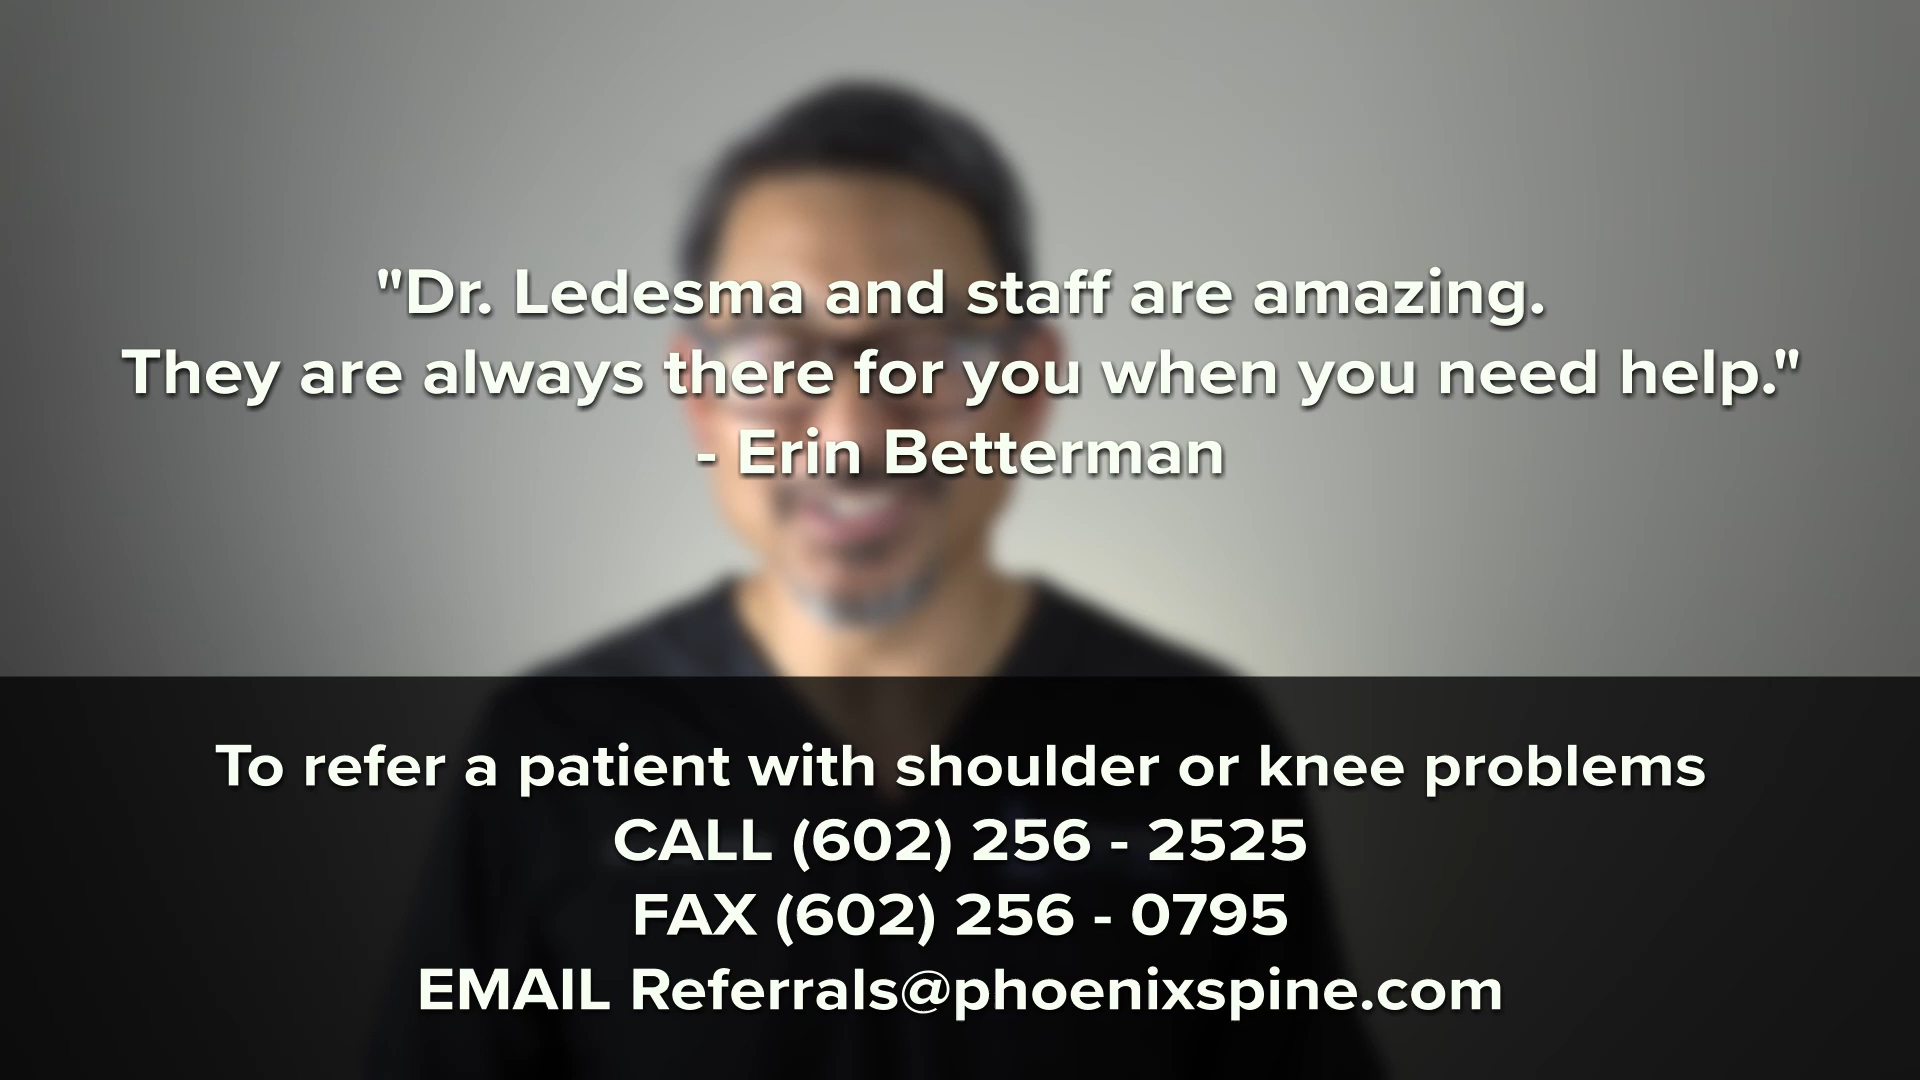 "Dr. Ledesma and staff are amazing.
They are always there for you when you need help."
- Erin Betterman
To refer a patient with shoulder or knee problems
CALL (602) 256 - 2525
FAX (602) 256 - 0795
EMAIL Referrals@phoenixspine.com